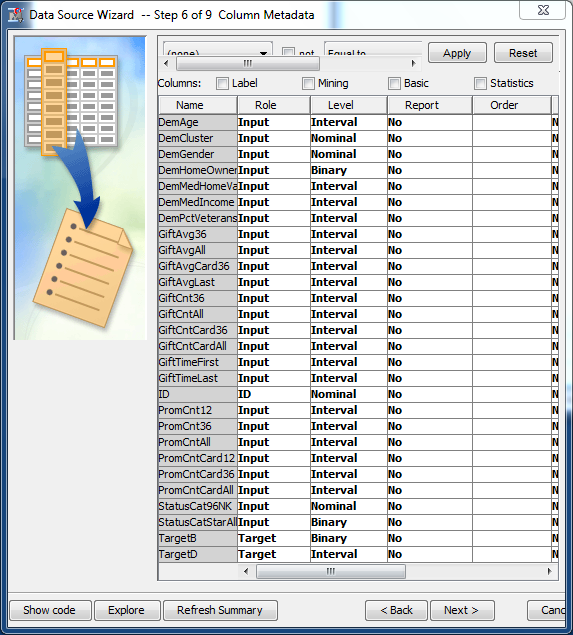 Data Source Wizard -- Step 6 of 9 Column Metadata
(none) not Equal to Apply Reset
Columns: Label Mining Basic Statistics
Name Role Level Report Order
DemAge Input Interval No N
DemCluster Input Nominal No N
DemGender Input Nominal No N
DemHomeOwner Input Binary No N
DemMedHomeVa Input Interval No N
DemMedIncome Input Interval No N
DemPctVeterans Input Interval No N
GiftAvg36 Input Interval No N
GiftAvgAll Input Interval No N
GiftAvgCard36 Input Interval No N
GiftAvgLast Input Interval No N
GiftCnt36 Input Interval No N
GiftCntAll Input Interval No N
GiftCntCard36 Input Interval No N
GiftCntCardAll Input Interval No N
GiftTimeFirst Input Interval No N
GiftTimeLast Input Interval No N
ID ID Nominal No N
PromCnt12 Input Interval No N
PromCnt36 Input Interval No N
PromCntAll Input Interval No N
PromCntCard12 Input Interval No N
PromCntCard36 Input Interval No N
PromCntCardAll Input Interval No N
StatusCat96NK Input Nominal No N
StatusCatStarAll Input Binary No N
TargetB Target Binary No N
TargetD Target Interval No N
Show code Explore Refresh Summary < Back Next > Canc